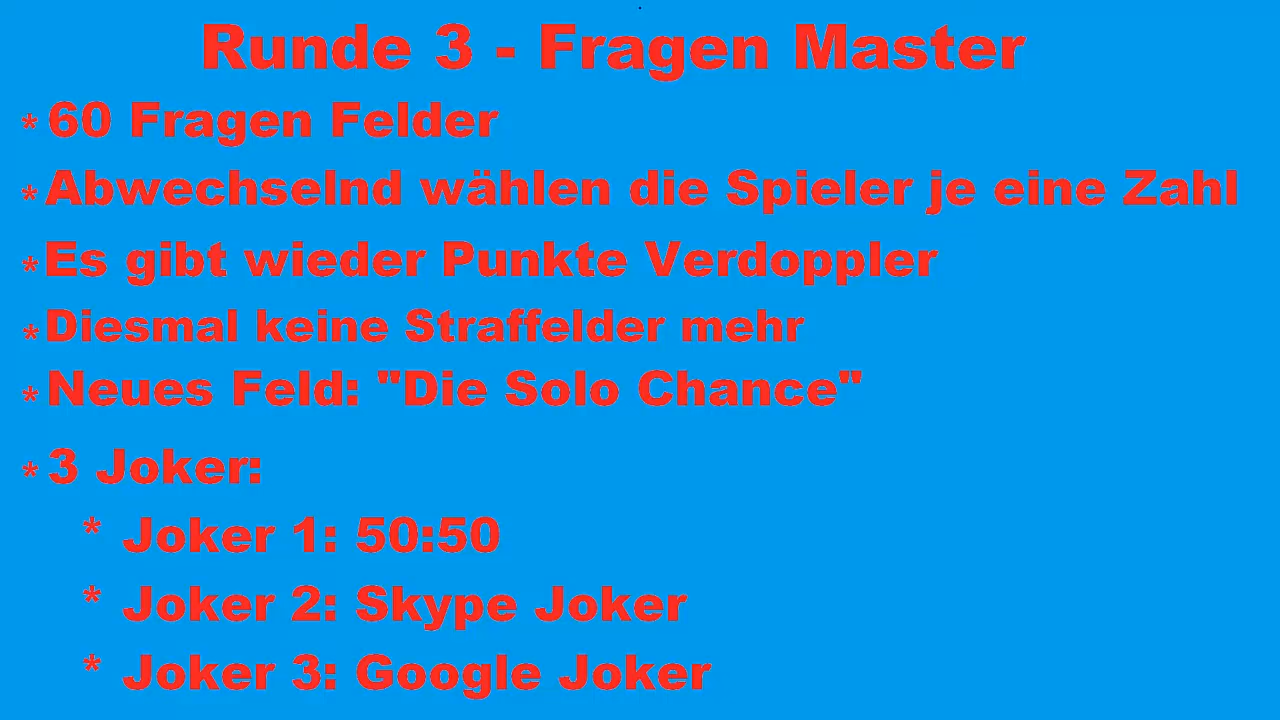 Runde 3 - Fragen Master
* 60 Fragen Felder
* Abwechselnd wählen die Spieler je eine Zahl
* Es gibt wieder Punkte Verdoppler
* Diesmal keine Straffelder mehr
* Neues Feld: "Die Solo Chance"
* 3 Joker:
* Joker 1: 50:50
* Joker 2: Skype Joker
* Joker 3: Google Joker